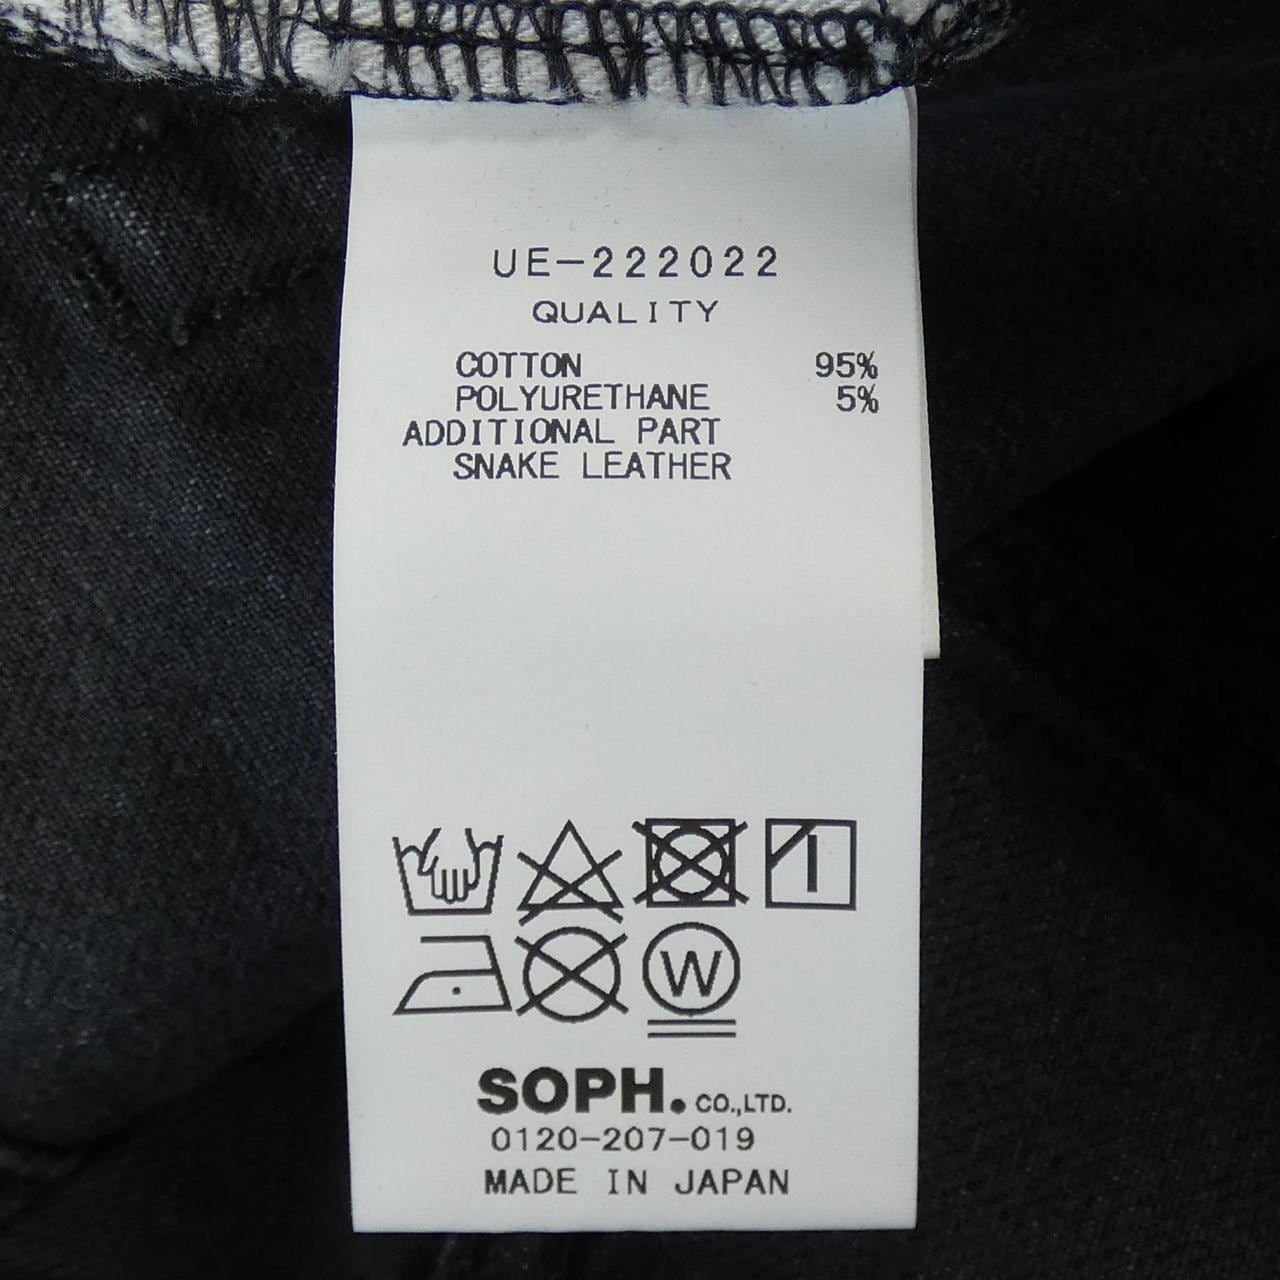 UE-222022
QUALITY
COTTON 95%
POLYURETHANE 5%
ADDITIONAL PART
SNAKE LEATHER
W
SOPH. CO.,LTD.
0120-207-019
MADE IN JAPAN